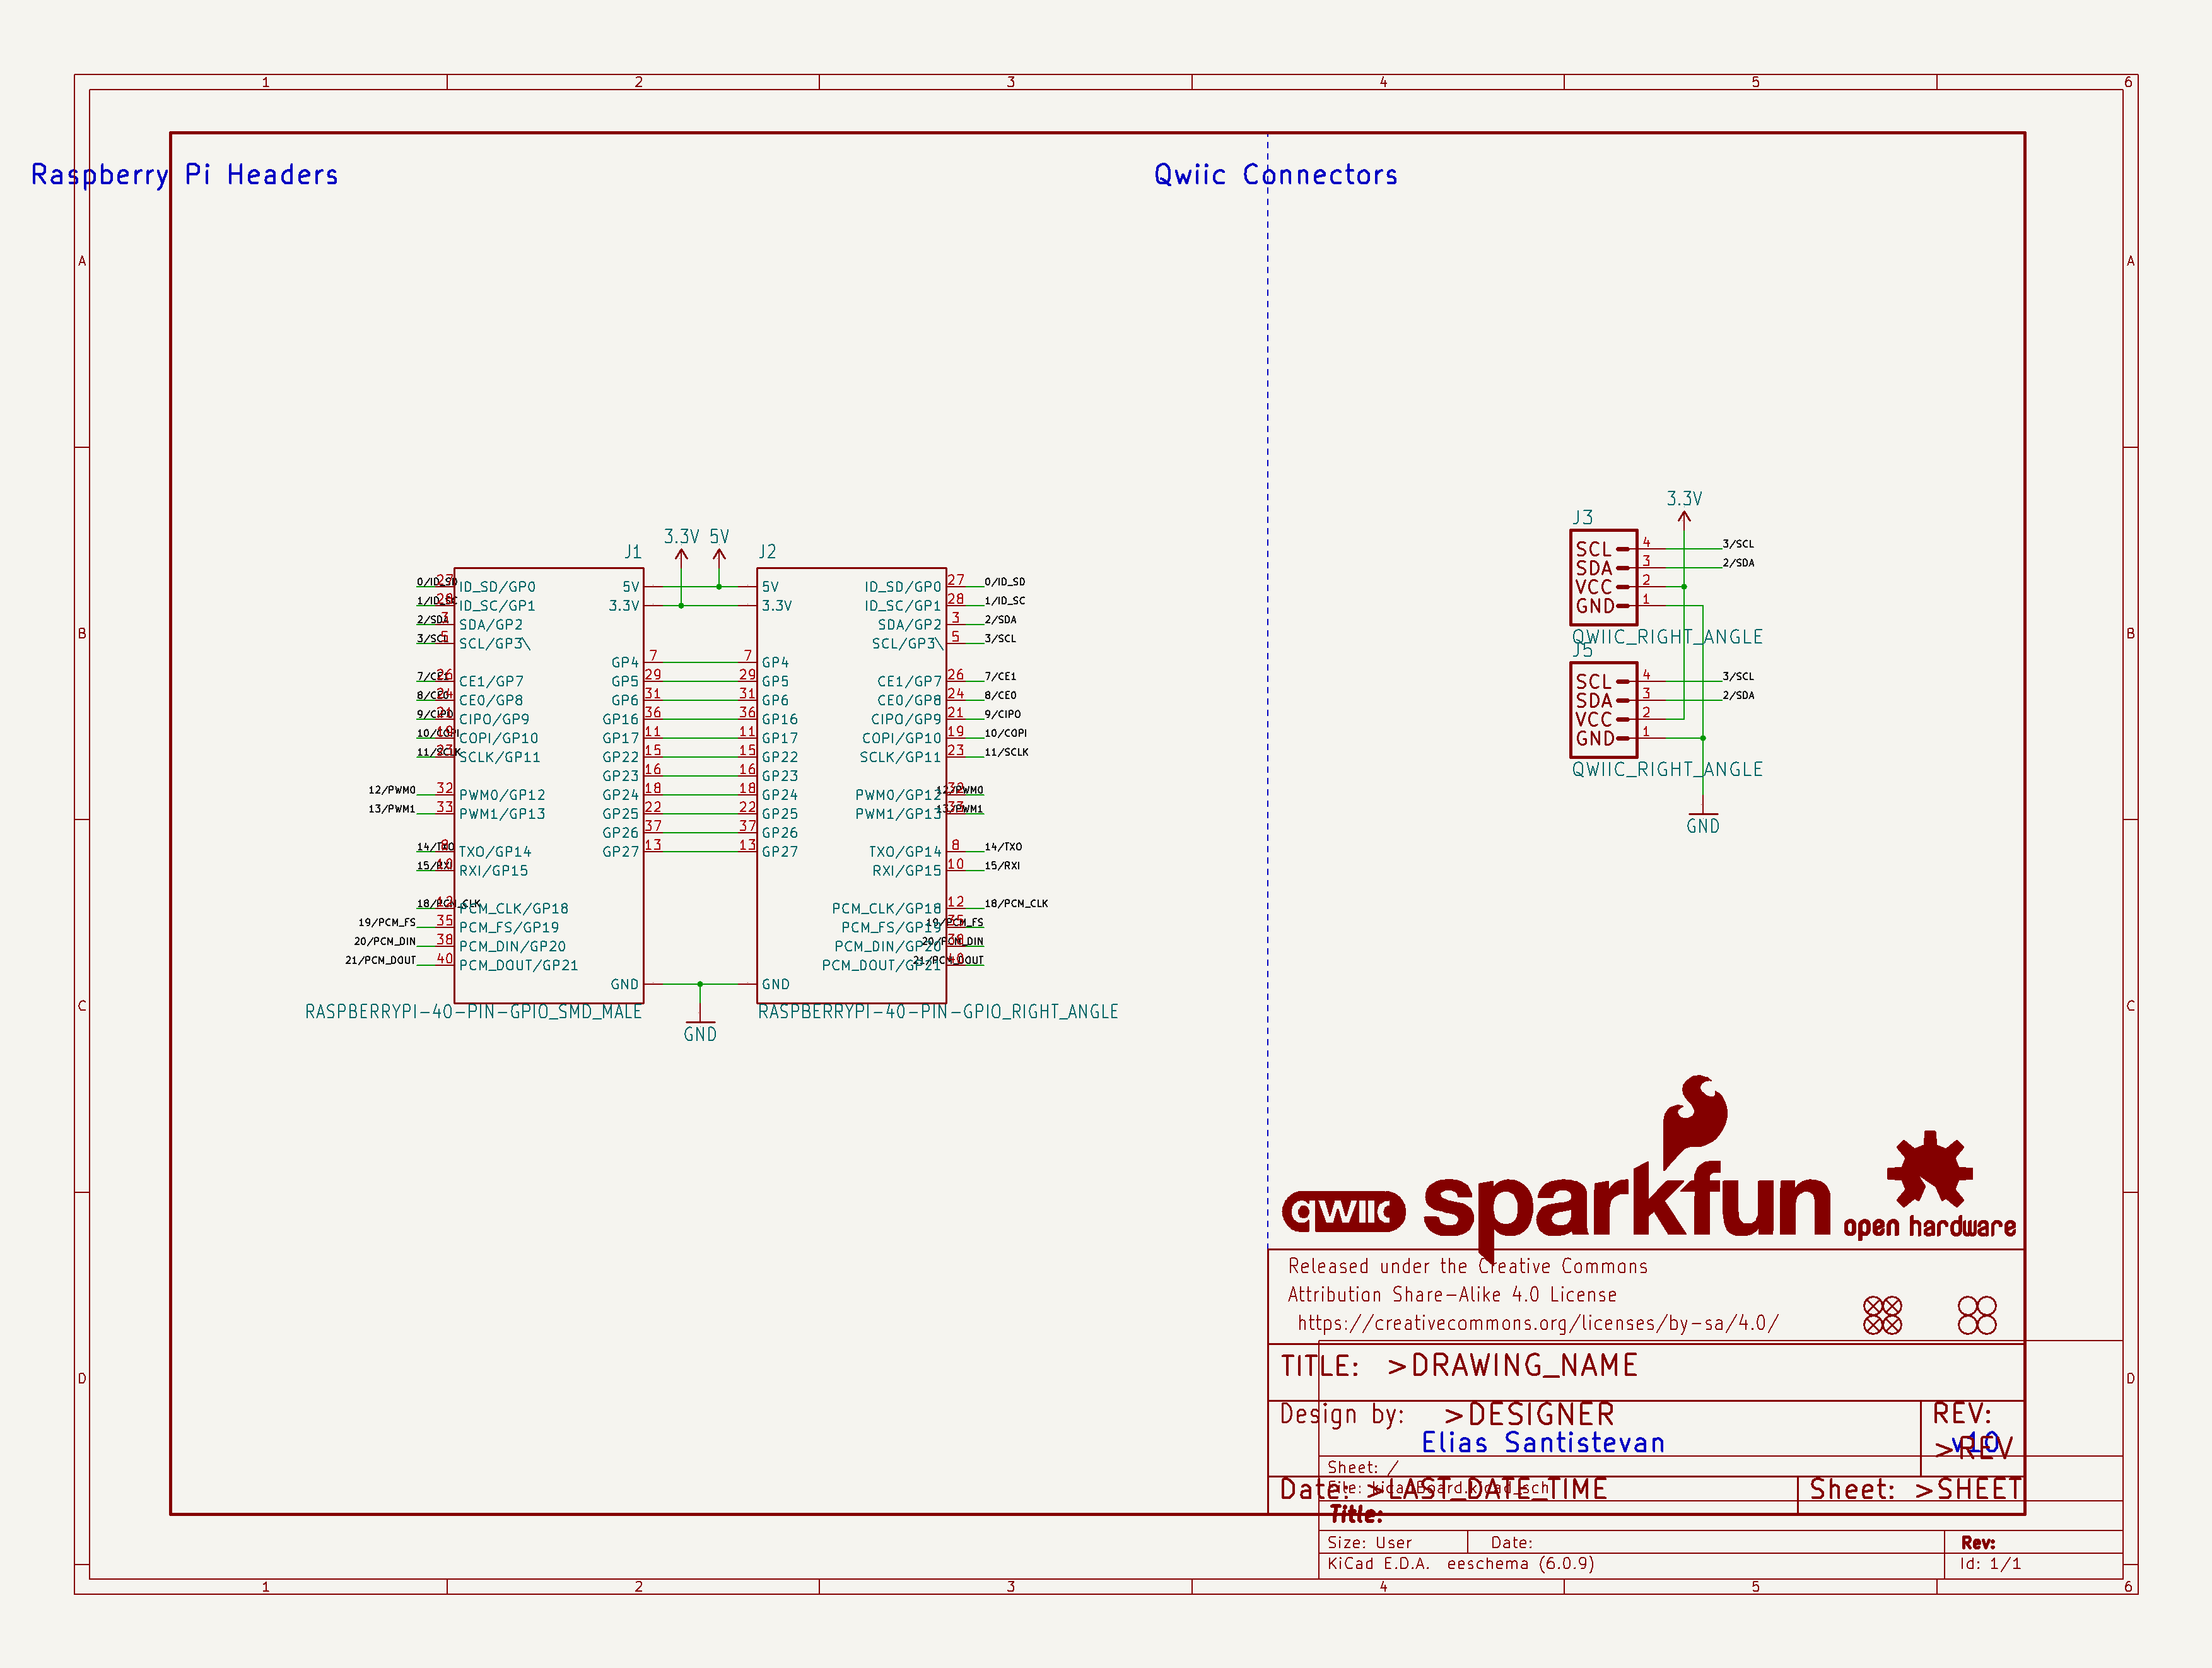 1 2 3 4 5 6
Raspberry Pi Headers
Qwiic Connectors
A A
B B
C C
D D
3.3V 5V
J1
J2
0/ID_SD 27 ID_SD/GP0
1/ID_SC 28 ID_SC/GP1
2/SDA 3 SDA/GP2
3/SCL 5 SCL/GP3\
7/CE1 26 CE1/GP7
8/CE0 24 CE0/GP8
9/CIPO 21 CIPO/GP9
10/COPI 19 COPI/GP10
11/SCLK 23 SCLK/GP11
12/PWM0 32 PWM0/GP12
13/PWM1 33 PWM1/GP13
14/TXO 8 TXO/GP14
15/RXI 10 RXI/GP15
18/PCM_CLK 12 PCM_CLK/GP18
19/PCM_FS 35 PCM_FS/GP19
20/PCM_DIN 38 PCM_DIN/GP20
21/PCM_DOUT 40 PCM_DOUT/GP21
5V 5V
3.3V 3.3V
GP4 7 7 GP4
GP5 29 29 GP5
GP6 31 31 GP6
GP16 36 36 GP16
GP17 11 11 GP17
GP22 15 15 GP22
GP23 16 16 GP23
GP24 18 18 GP24
GP25 22 22 GP25
GP26 37 37 GP26
GP27 13 13 GP27
GND GND
GND
ID_SD/GP0 27 0/ID_SD
ID_SC/GP1 28 1/ID_SC
SDA/GP2 3 2/SDA
SCL/GP3\ 5 3/SCL
CE1/GP7 26 7/CE1
CE0/GP8 24 8/CE0
CIPO/GP9 21 9/CIPO
COPI/GP10 19 10/COPI
SCLK/GP11 23 11/SCLK
PWM0/GP12 32 12/PWM0
PWM1/GP13 33 13/PWM1
TXO/GP14 8 14/TXO
RXI/GP15 10 15/RXI
PCM_CLK/GP18 12 18/PCM_CLK
PCM_FS/GP19 35 19/PCM_FS
PCM_DIN/GP20 38 20/PCM_DIN
PCM_DOUT/GP21 40 21/PCM_DOUT
RASPBERRYPI-40-PIN-GPIO_SMD_MALE
RASPBERRYPI-40-PIN-GPIO_RIGHT_ANGLE
3.3V
J3
SCL 4 3/SCL
SDA 3 2/SDA
VCC 2
GND 1
QWIIC_RIGHT_ANGLE
J5
SCL 4 3/SCL
SDA 3 2/SDA
VCC 2
GND 1
QWIIC_RIGHT_ANGLE
GND
qwiic sparkfun open hardware
Released under the Creative Commons
Attribution Share-Alike 4.0 License
https://creativecommons.org/licenses/by-sa/4.0/
TITLE: >DRAWING_NAME
Design by: >DESIGNER
Elias Santistevan
REV:
>REV
v10
Sheet: /
File: kicadBoard.kicad_sch
Date: >LAST_DATE_TIME
Sheet: >SHEET
Title:
Size: User Date: Rev:
KiCad E.D.A. eeschema (6.0.9) Id: 1/1
1 2 3 4 5 6